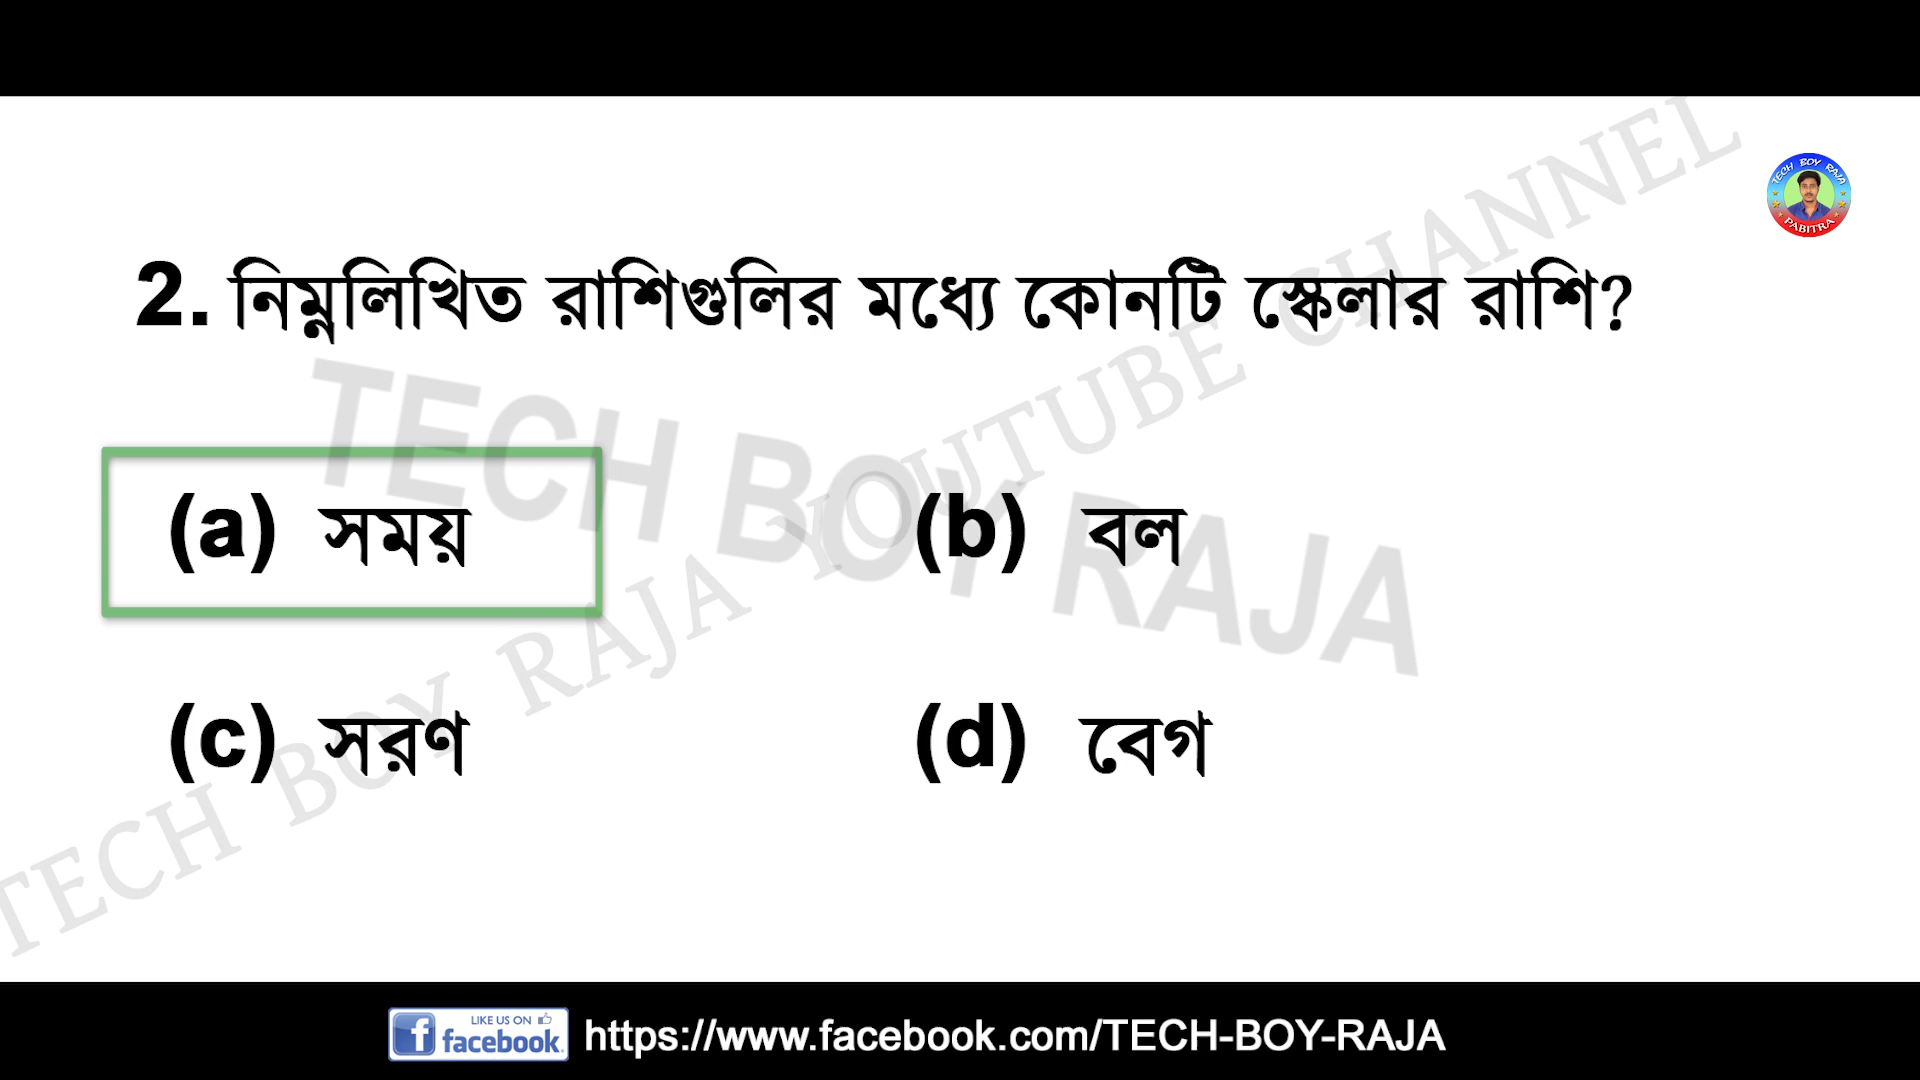 TECH BOY RAJA
PABITRA
2. নিম্নলিখিত রাশিগুলির মধ্যে কোনটি স্কেলার রাশি?
TECH BOY RAJA
TECH BOY RAJA YOUTUBE CHANNEL
(a) সময় (b) বল
(c) সরণ (d) বেগ
LIKE US ON
facebook.
https://www.facebook.com/TECH-BOY-RAJA